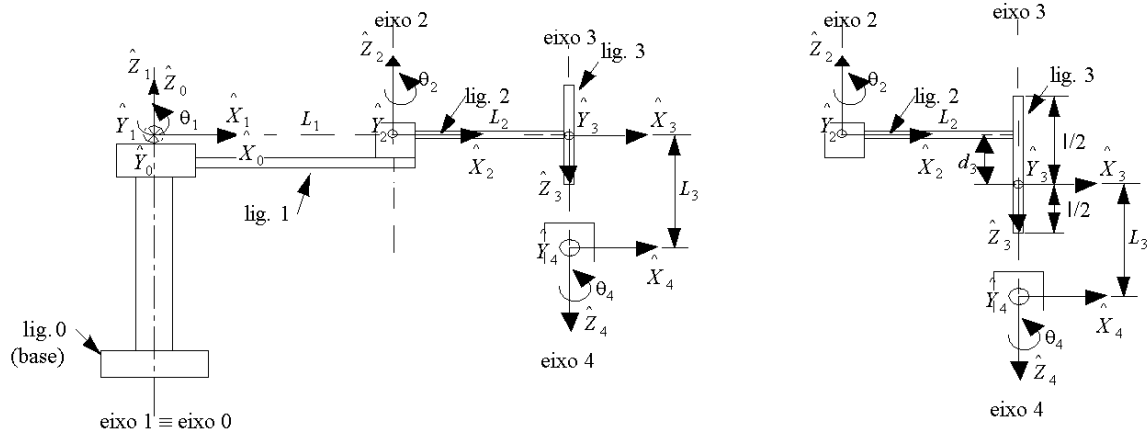 eixo 2
eixo 3
lig. 3
Ẑ₂
θ₂
Ẑ₁
Ẑ₀
θ₁
X̂₁
Ŷ₁
L₁
Ŷ₂
lig. 2
L₂
Ŷ₃
X̂₃
Ŷ₀
X̂₀
X̂₂
Ẑ₃
lig. 1
L₃
Ŷ₄
X̂₄
θ₄
Ẑ₄
lig. 0
(base)
eixo 4
eixo 1 ≡ eixo 0
eixo 2
eixo 3
Ẑ₂
θ₂
lig. 3
lig. 2
Ŷ₂
L₂
l/2
X̂₂
d₃
Ŷ₃
X̂₃
l/2
Ẑ₃
L₃
Ŷ₄
X̂₄
θ₄
Ẑ₄
eixo 4